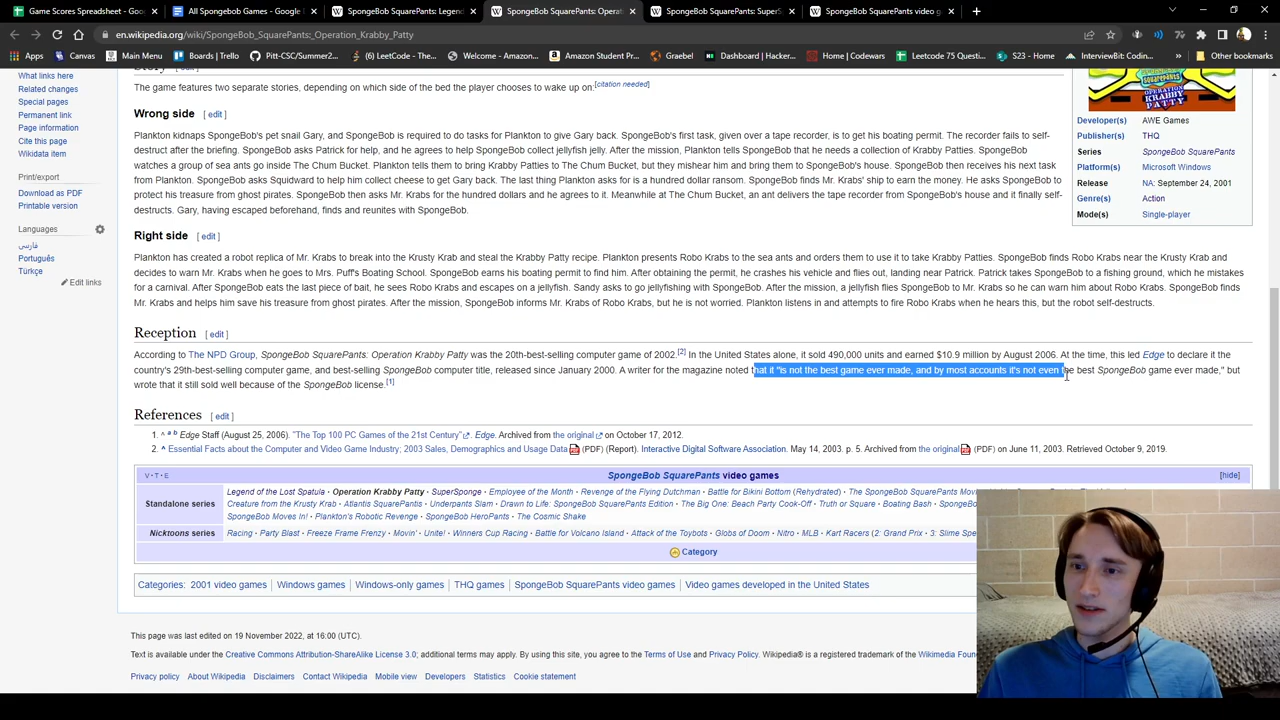 Game Scores Spreadsheet -
All Spongebob Games - Google
SpongeBob SquarePants: Legend
SpongeBob SquarePants: Operat
SpongeBob SquarePants: SuperS
SpongeBob SquarePants video g
en.wikipedia.org/wiki/SpongeBob_SquarePants:_Operation_Krabby_Patty
Apps
Canvas
Main Menu
Boards | Trello
Pitt-CSC/Summer2...
(6) LeetCode - The...
Welcome - Amazon...
Graebel
Dashboard | Hacker...
Home | Codewars
Leetcode 75 Questi...
S23 - Home
InterviewBit: Coding...
Other bookmarks
What links here
Related changes
Special pages
Permanent link
Page information
Cite this page
Wikidata item
Print/export
Download as PDF
Printable version
Languages
فارسی
Português
Türkçe
Edit links
The game features two separate stories, depending on which side of the bed the player chooses to wake up on:[citation needed]
Wrong side [ edit ]
Plankton kidnaps SpongeBob's pet snail Gary, and SpongeBob is required to do tasks for Plankton to give Gary back. SpongeBob's first task, given over a tape recorder, is to get his boating permit. The recorder fails to self-
destruct after the briefing. SpongeBob asks Patrick for help, and he agrees to help SpongeBob collect jellyfish jelly. After the mission, Plankton tells SpongeBob that he needs a collection of Krabby Patties. SpongeBob
watches a group of sea ants go inside The Chum Bucket. Plankton tells them to bring Krabby Patties to The Chum Bucket, but they mishear him and bring them to SpongeBob's house. SpongeBob then receives his next task
from Plankton. SpongeBob asks Squidward to help him collect cheese to get Gary back. The last thing Plankton asks for is a hundred dollar ransom. SpongeBob finds Mr. Krabs' ship to earn the money. He asks SpongeBob to
protect his treasure from ghost pirates. SpongeBob then asks Mr. Krabs for the hundred dollars and he agrees to it. Meanwhile at The Chum Bucket, an ant delivers the tape recorder from SpongeBob's house and it finally self-
destructs. Gary, having escaped beforehand, finds and reunites with SpongeBob.
Right side [ edit ]
Plankton has created a robot replica of Mr. Krabs to break into the Krusty Krab and steal the Krabby Patty recipe. Plankton presents Robo Krabs to the sea ants and orders them to use it to take Krabby Patties. SpongeBob finds Robo Krabs near the Krusty Krab and
decides to warn Mr. Krabs when he goes to Mrs. Puff's Boating School. SpongeBob earns his boating permit to find him. After obtaining the permit, he crashes his vehicle and flies out, landing near Patrick. Patrick takes SpongeBob to a fishing ground, which he mistakes
for a carnival. After SpongeBob eats the last piece of bait, he sees Robo Krabs and escapes on a jellyfish. Sandy asks to go jellyfishing with SpongeBob. After the mission, a jellyfish flies SpongeBob to Mr. Krabs so he can warn him about Robo Krabs. SpongeBob finds
Mr. Krabs and helps him save his treasure from ghost pirates. After the mission, SpongeBob informs Mr. Krabs of Robo Krabs, but he is not worried. Plankton listens in and attempts to fire Robo Krabs when he hears this, but the robot self-destructs.
Reception [ edit ]
According to The NPD Group, SpongeBob SquarePants: Operation Krabby Patty was the 20th-best-selling computer game of 2002.[2] In the United States alone, it sold 490,000 units and earned $10.9 million by August 2006. At the time, this led Edge to declare it the
country's 29th-best-selling computer game, and best-selling SpongeBob computer title, released since January 2000. A writer for the magazine noted that it "is not the best game ever made, and by most accounts it's not even the best SpongeBob game ever made," but
wrote that it still sold well because of the SpongeBob license.[1]
References [ edit ]
1. ^ a b Edge Staff (August 25, 2006). "The Top 100 PC Games of the 21st Century". Edge. Archived from the original on October 17, 2012.
2. ^ Essential Facts about the Computer and Video Game Industry; 2003 Sales, Demographics and Usage Data (PDF) (Report). Interactive Digital Software Association. May 14, 2003. p. 5. Archived from the original (PDF) on June 11, 2003. Retrieved October 9, 2019.
V · T · E SpongeBob SquarePants video games [hide]
Standalone series
Legend of the Lost Spatula · Operation Krabby Patty · SuperSponge · Employee of the Month · Revenge of the Flying Dutchman · Battle for Bikini Bottom (Rehydrated) · The SpongeBob SquarePants Movi
Creature from the Krusty Krab · Atlantis SquarePantis · Underpants Slam · Drawn to Life: SpongeBob SquarePants Edition · The Big One: Beach Party Cook-Off · Truth or Square · Boating Bash · Sponge
SpongeBob Moves In! · Plankton's Robotic Revenge · SpongeBob HeroPants · The Cosmic Shake
Nicktoons series
Racing · Party Blast · Freeze Frame Frenzy · Movin' · Unite! · Winners Cup Racing · Battle for Volcano Island · Attack of the Toybots · Globs of Doom · Nitro · MLB · Kart Racers (2: Grand Prix · 3: Slime Spe
Category
Categories: 2001 video games | Windows games | Windows-only games | THQ games | SpongeBob SquarePants video games | Video games developed in the United States
This page was last edited on 19 November 2022, at 16:00 (UTC).
Text is available under the Creative Commons Attribution-ShareAlike License 3.0; additional terms may apply. By using this site, you agree to the Terms of Use and Privacy Policy. Wikipedia® is a registered trademark of the Wikimedia Foun
Privacy policy
About Wikipedia
Disclaimers
Contact Wikipedia
Mobile view
Developers
Statistics
Cookie statement
OPERATION
KRABBY
PATTY
Developer(s) AWE Games
Publisher(s) THQ
Series SpongeBob SquarePants
Platform(s) Microsoft Windows
Release NA: September 24, 2001
Genre(s) Action
Mode(s) Single-player